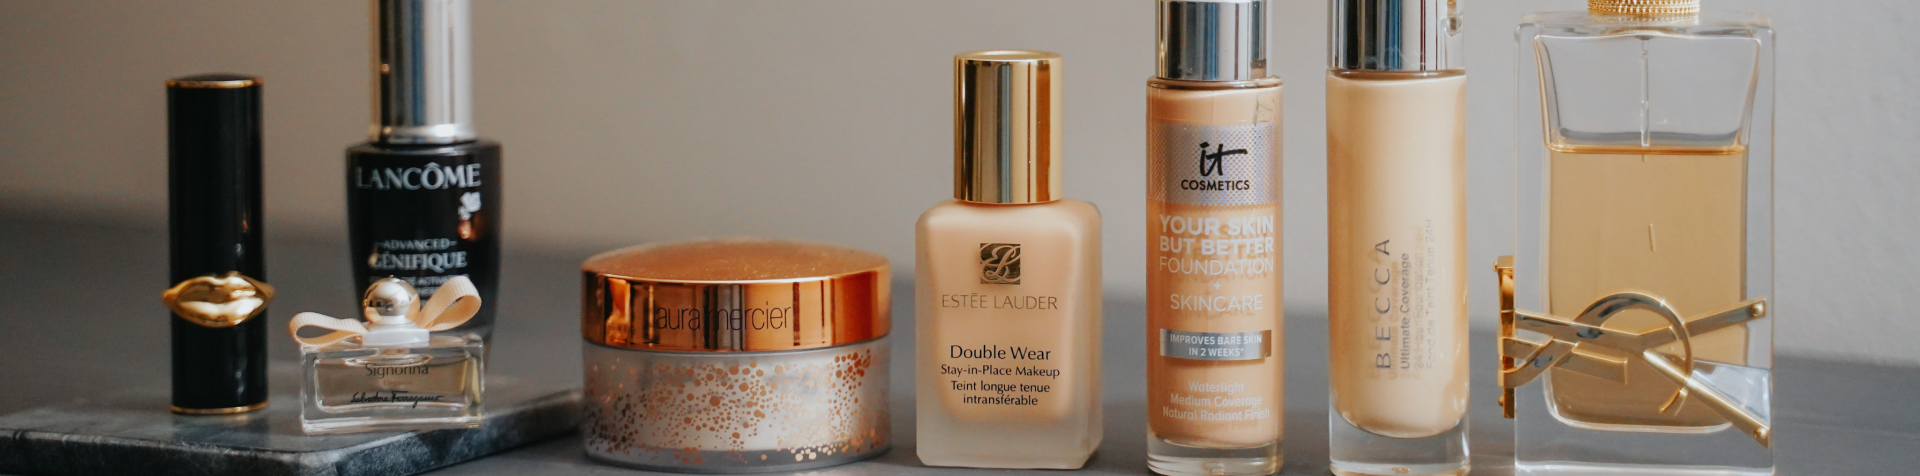 LANCÔME
ADVANCED
GÉNIFIQUE
Signorina
Salvatore Ferragamo
laura mercier
ESTĒE LAUDER
Double Wear
Stay-in-Place Makeup
Teint longue tenue
intransférable
it
COSMETICS
YOUR SKIN
BUT BETTER
FOUNDATION
+
SKINCARE
IMPROVES BARE SKIN
IN 2 WEEKS*
Waterlight
Medium Coverage
Natural Radiant Finish
BECCA
Ultimate Coverage